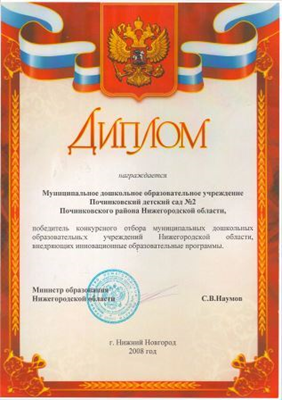 ДИПЛОМ
награждается
Муниципальное дошкольное образовательное учреждение
Починковский детский сад №2
Починковского района Нижегородской области,
победитель конкурсного отбора муниципальных дошкольных
образовательных учреждений Нижегородской области,
внедряющих инновационные образовательные программы.
Министр образования
Нижегородской области
С.В.Наумов
г. Нижний Новгород
2008 год